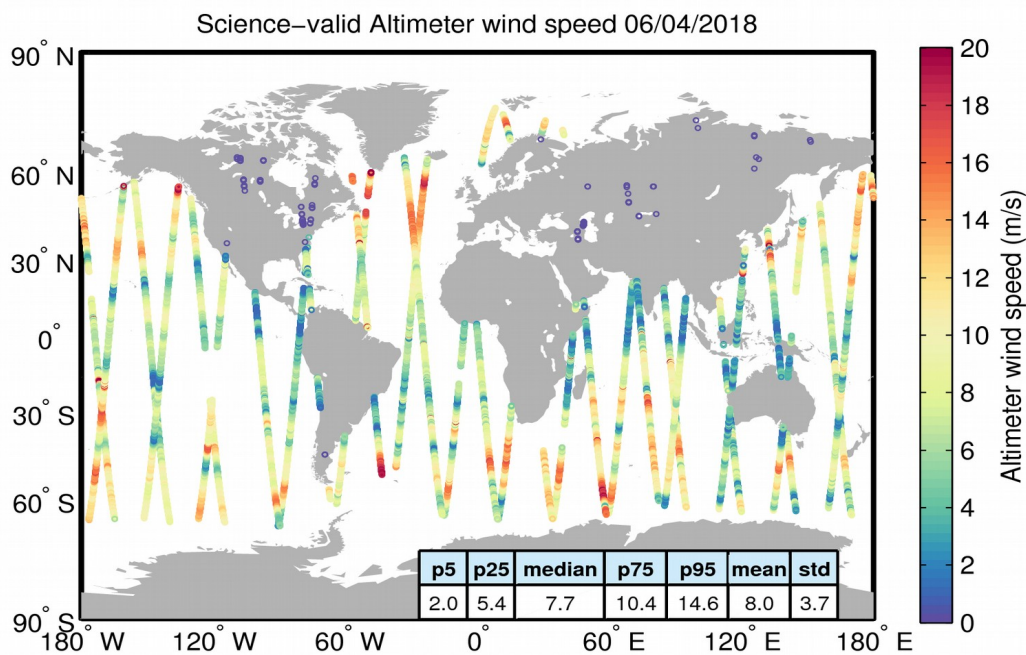 Science−valid Altimeter wind speed 06/04/2018
90° N
60° N
30° N
0°
30° S
60° S
90° S
180° W
120° W
60° W
0°
60° E
120° E
180° E
p5 p25 median p75 p95 mean std
2.0 5.4 7.7 10.4 14.6 8.0 3.7
20
18
16
14
12
10
8
6
4
2
0
Altimeter wind speed (m/s)